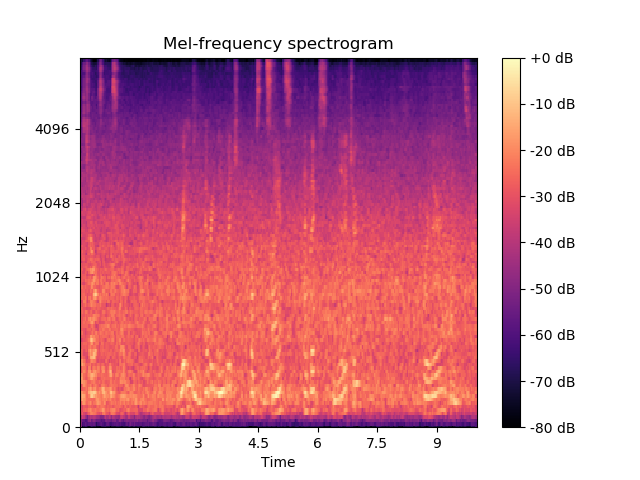 Mel-frequency spectrogram
Hz
4096
2048
1024
512
0
0 1.5 3 4.5 6 7.5 9
Time
+0 dB
-10 dB
-20 dB
-30 dB
-40 dB
-50 dB
-60 dB
-70 dB
-80 dB